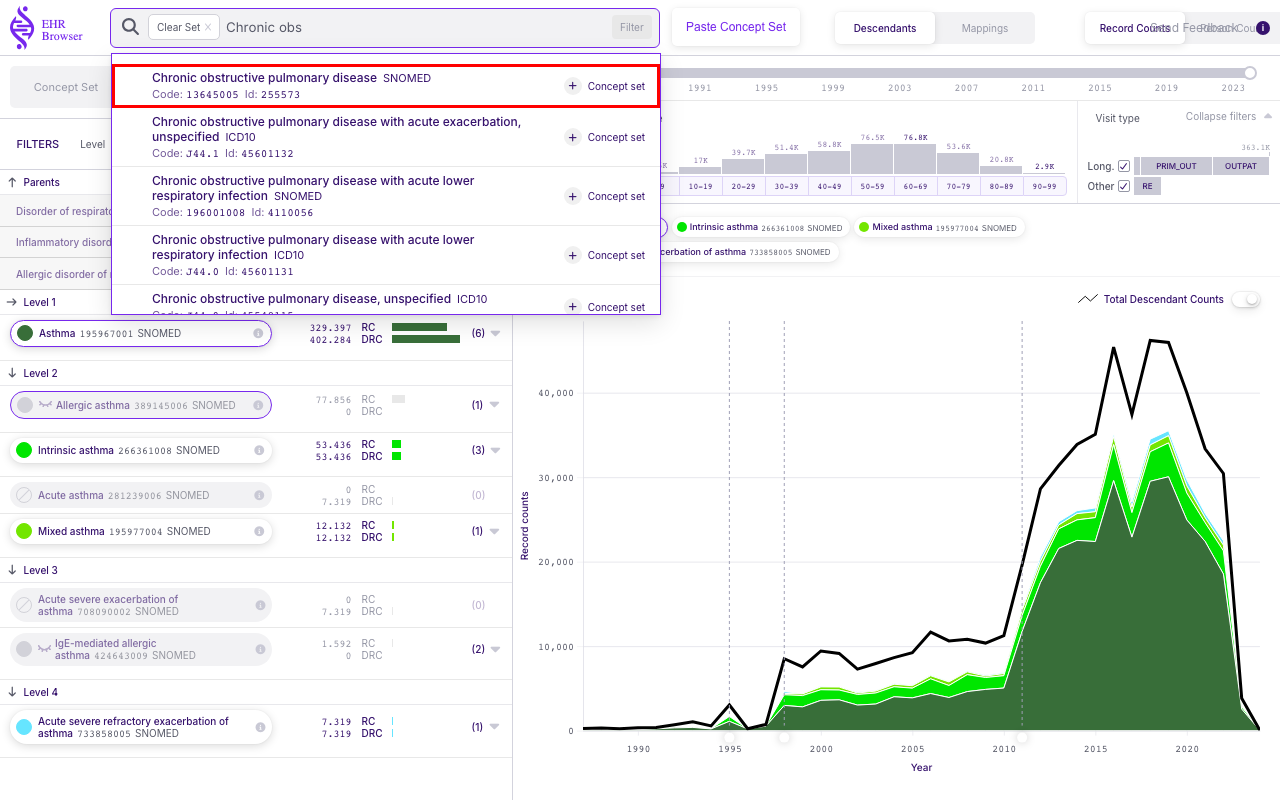 EHR
Browser
Clear Set ×
Chronic obs
Filter
Paste Concept Set
Descendants
Mappings
Record Counts
Send Feedback
Concept Set
Chronic obstructive pulmonary disease SNOMED
Code: 13645005 Id: 255573
+ Concept set
Chronic obstructive pulmonary disease with acute exacerbation,
unspecified ICD10
Code: J44.1 Id: 45601132
+ Concept set
Chronic obstructive pulmonary disease with acute lower
respiratory infection SNOMED
Code: 196001008 Id: 4110056
+ Concept set
Chronic obstructive pulmonary disease with acute lower
respiratory infection ICD10
Code: J44.0 Id: 45601131
+ Concept set
Chronic obstructive pulmonary disease, unspecified ICD10
+ Concept set
1991 1995 1999 2003 2007 2011 2015 2019 2023
17K 39.7K 51.4K 58.8K 76.5K 76.8K 53.6K 20.8K 2.9K
10–19 20–29 30–39 40–49 50–59 60–69 70–79 80–89 90–99
Visit type
Collapse filters
363.1K
Long. PRIM_OUT OUTPAT
Other RE
Intrinsic asthma 266361008 SNOMED
Mixed asthma 195977004 SNOMED
cerbation of asthma 733858005 SNOMED
FILTERS Level
Parents
Disorder of respirato
Inflammatory disord
Allergic disorder of
Level 1
Asthma 195967001 SNOMED
329.397 RC
402.284 DRC
(6)
Level 2
Allergic asthma 389145006 SNOMED
77.856 RC
0 DRC
(1)
Intrinsic asthma 266361008 SNOMED
53.436 RC
53.436 DRC
(3)
Acute asthma 281239006 SNOMED
0 RC
7.319 DRC
(0)
Mixed asthma 195977004 SNOMED
12.132 RC
12.132 DRC
(1)
Level 3
Acute severe exacerbation of
asthma 708090002 SNOMED
0 RC
7.319 DRC
(0)
IgE-mediated allergic
asthma 424643009 SNOMED
1.592 RC
0 DRC
(2)
Level 4
Acute severe refractory exacerbation of
asthma 733858005 SNOMED
7.319 RC
7.319 DRC
(1)
Total Descendant Counts
Record counts
40,000
30,000
20,000
10,000
0
1990 1995 2000 2005 2010 2015 2020
Year